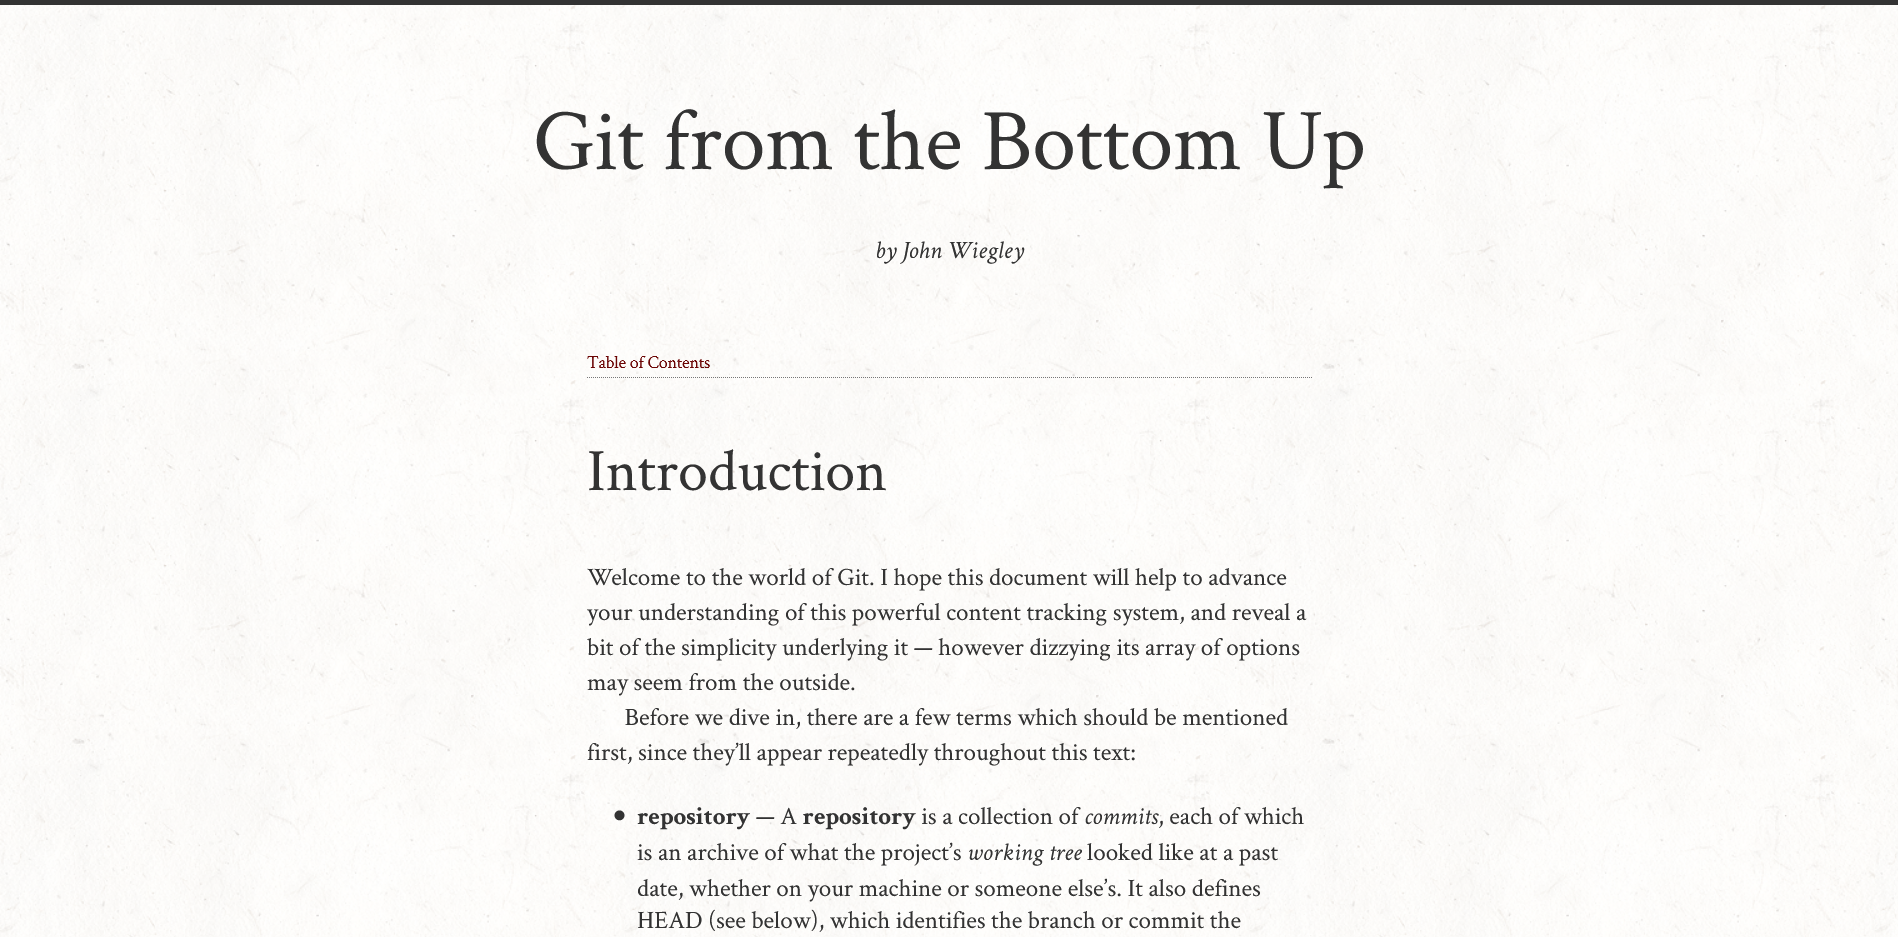 Git from the Bottom Up
by John Wiegley
Table of Contents
Introduction
Welcome to the world of Git. I hope this document will help to advance
your understanding of this powerful content tracking system, and reveal a
bit of the simplicity underlying it — however dizzying its array of options
may seem from the outside.
Before we dive in, there are a few terms which should be mentioned
first, since they’ll appear repeatedly throughout this text:
• repository — A repository is a collection of commits, each of which
is an archive of what the project’s working tree looked like at a past
date, whether on your machine or someone else’s. It also defines
HEAD (see below), which identifies the branch or commit the